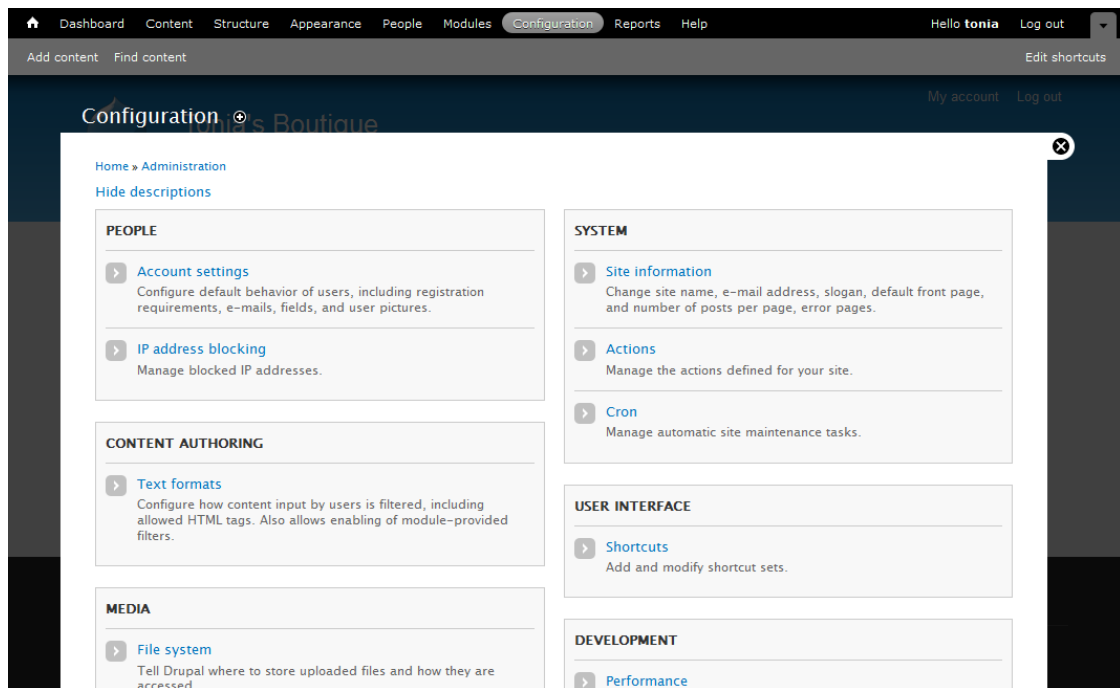 Dashboard Content Structure Appearance People Modules Configuration Reports Help Hello tonia Log out
Add content Find content Edit shortcuts
My account Log out
Configuration
Tonia's Boutique
Home » Administration
Hide descriptions
PEOPLE
Account settings
Configure default behavior of users, including registration
requirements, e-mails, fields, and user pictures.
IP address blocking
Manage blocked IP addresses.
CONTENT AUTHORING
Text formats
Configure how content input by users is filtered, including
allowed HTML tags. Also allows enabling of module-provided
filters.
MEDIA
File system
Tell Drupal where to store uploaded files and how they are
accessed.
SYSTEM
Site information
Change site name, e-mail address, slogan, default front page,
and number of posts per page, error pages.
Actions
Manage the actions defined for your site.
Cron
Manage automatic site maintenance tasks.
USER INTERFACE
Shortcuts
Add and modify shortcut sets.
DEVELOPMENT
Performance